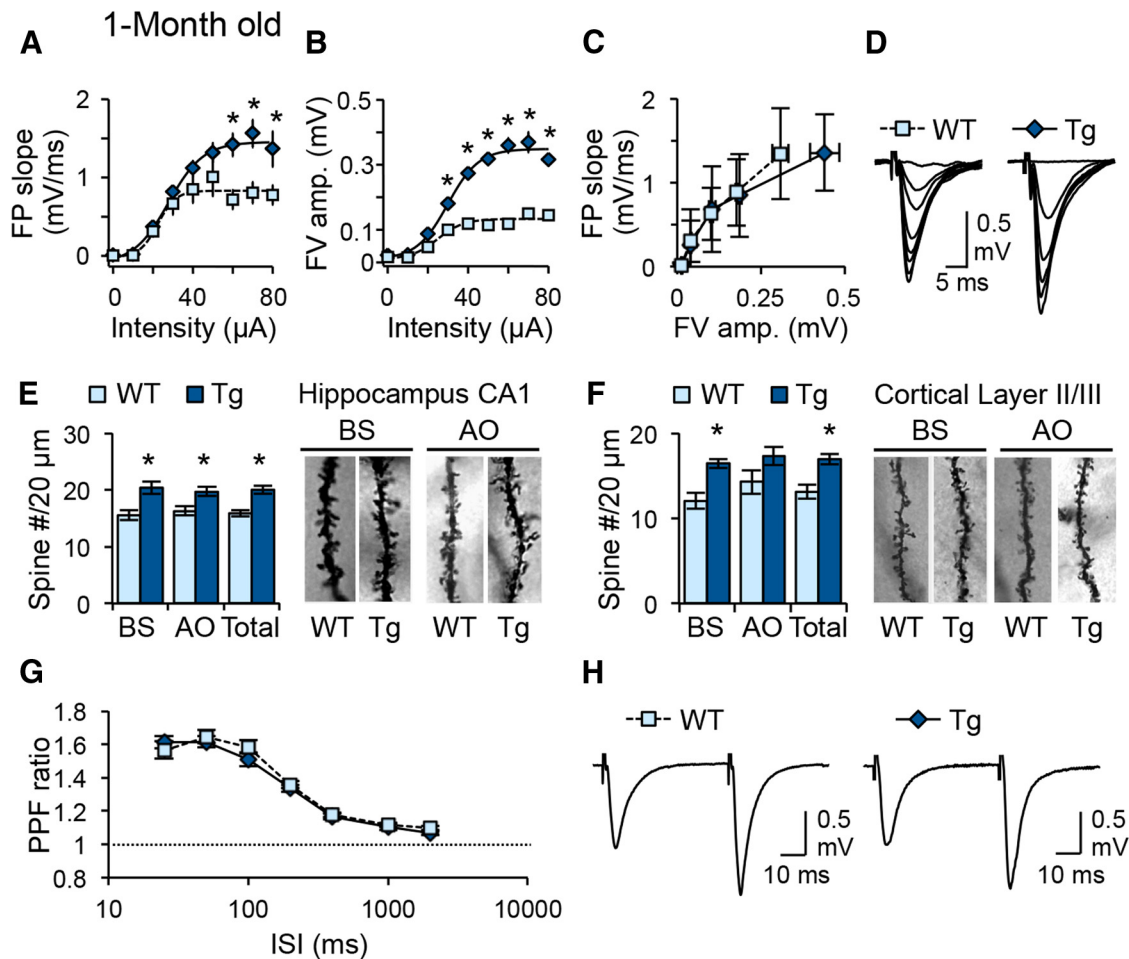 1-Month old
A
B
C
D
FP slope (mV/ms)
2
1
0
* * *
0 40 80
Intensity (µA)
FV amp. (mV)
0.5
0.3
0.1
0
* * * * * *
0 40 80
Intensity (µA)
FP slope (mV/ms)
2
1
0
0 0.25 0.5
FV amp. (mV)
WT Tg
0.5 mV
5 ms
E
WT Tg
Spine #/20 µm
30
20
10
0
* * *
BS AO Total
Hippocampus CA1
BS AO
WT Tg WT Tg
F
WT Tg
Spine #/20 µm
20
10
0
* *
BS AO Total
Cortical Layer II/III
BS AO
WT Tg WT Tg
G
PPF ratio
1.8
1.6
1.4
1.2
1
0.8
10 100 1000 10000
ISI (ms)
H
WT Tg
0.5 mV
10 ms
0.5 mV
10 ms